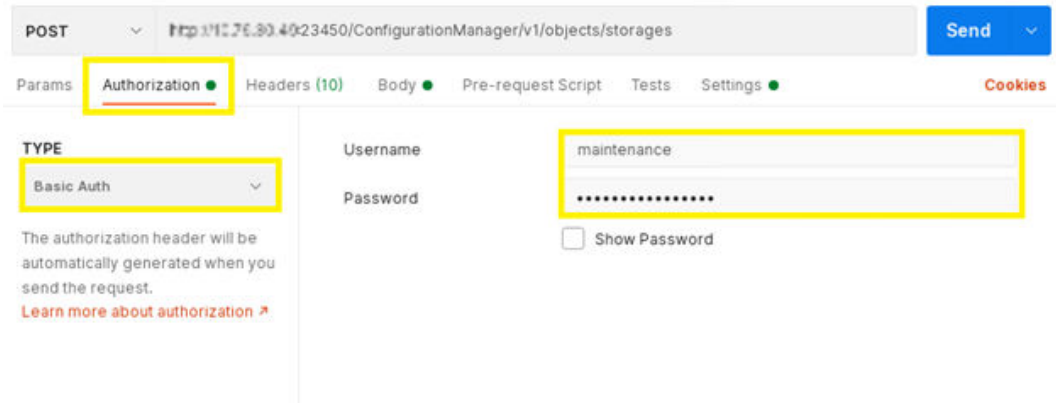 POST
:23450/ConfigurationManager/v1/objects/storages
Send
Params Authorization Headers (10) Body Pre-request Script Tests Settings Cookies
TYPE
Basic Auth
The authorization header will be
automatically generated when you
send the request.
Learn more about authorization ↗
Username maintenance
Password ••••••••••••••••
Show Password